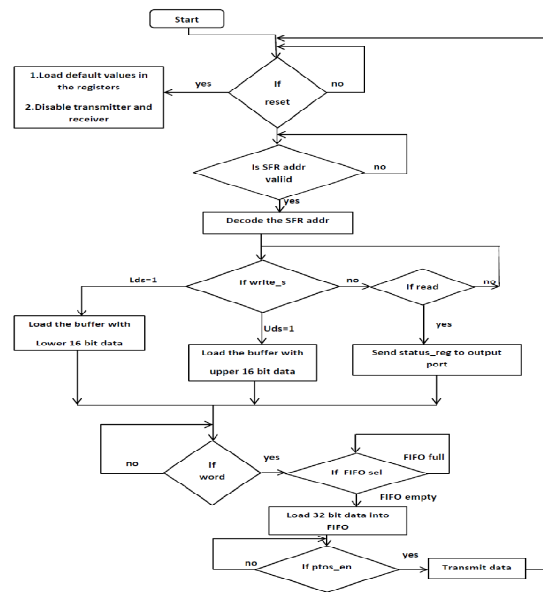 Start
1.Load default values in
the registers
2.Disable transmitter and
receiver
yes
If
reset
no
Is SFR addr
valiid
no
yes
Decode the SFR addr
Lds=1
If write_s
no
If read
no
Uds=1
yes
Load the buffer with
Lower 16 bit data
Load the buffer with
upper 16 bit data
Send status_reg to output
port
no
If
word
yes
If FIFO sel
FIFO full
FIFO empty
Load 32 bit data into
FIFO
no
If ptos_en
yes
Transmit data